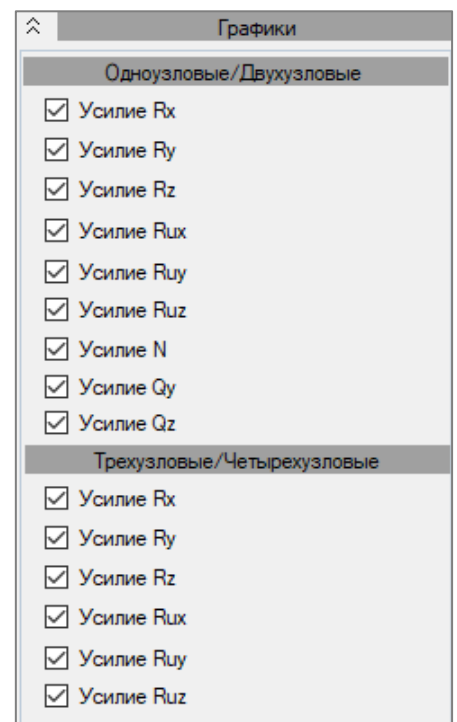 Графики
Одноузловые/Двухузловые
Усилие Rx
Усилие Ry
Усилие Rz
Усилие Rux
Усилие Ruy
Усилие Ruz
Усилие N
Усилие Qy
Усилие Qz
Трехузловые/Четырехузловые
Усилие Rx
Усилие Ry
Усилие Rz
Усилие Rux
Усилие Ruy
Усилие Ruz